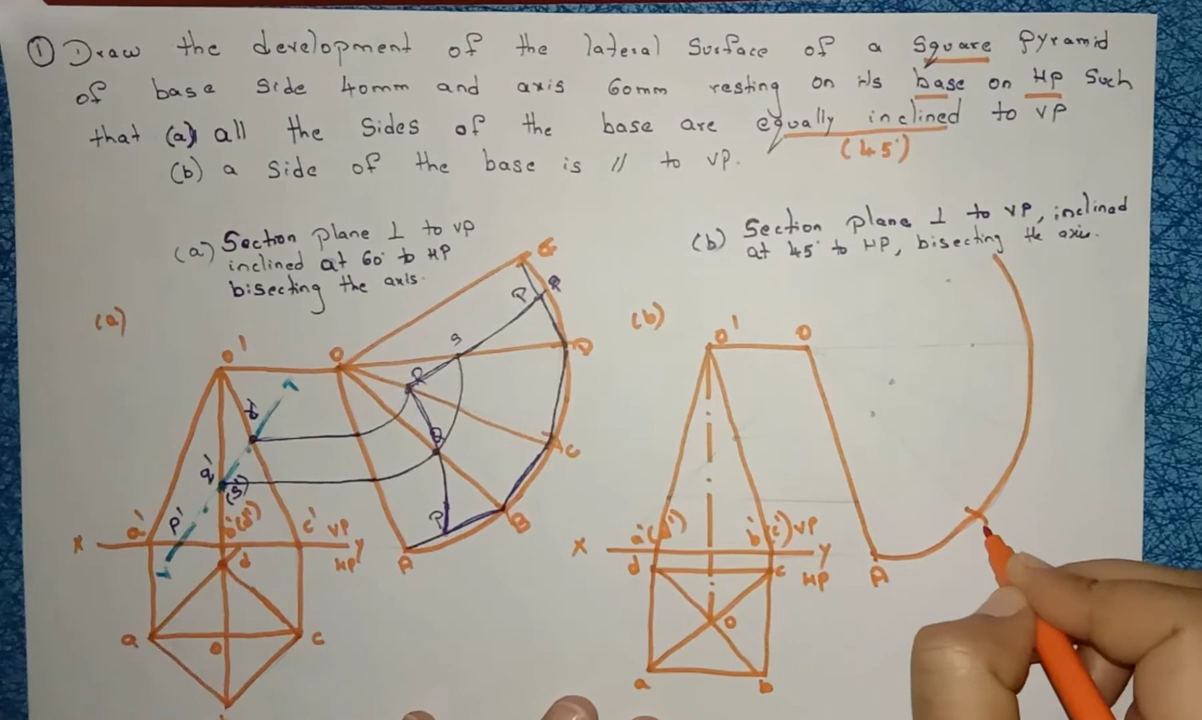 ① Draw the development of the lateral Surface of a Square Pyramid
of base side 40mm and axis 60mm resting on its base on HP Such
that (a) all the Sides of the base are equally inclined to VP
(45°)
(b) a Side of the base is // to VP.
(a) Section plane ⊥ to VP
inclined at 60° to HP
bisecting the axis.
(b) Section plane ⊥ to VP, inclined
at 45° to HP, bisecting the axis.
(a)
o' O
q' (s')
p'
a' b'(d') c' VP
X Y
HP
d
a o c
P Q R S
A B C D
(b)
o' O
a'(d') b'(c') VP
X Y
HP
d c
o
a b
A